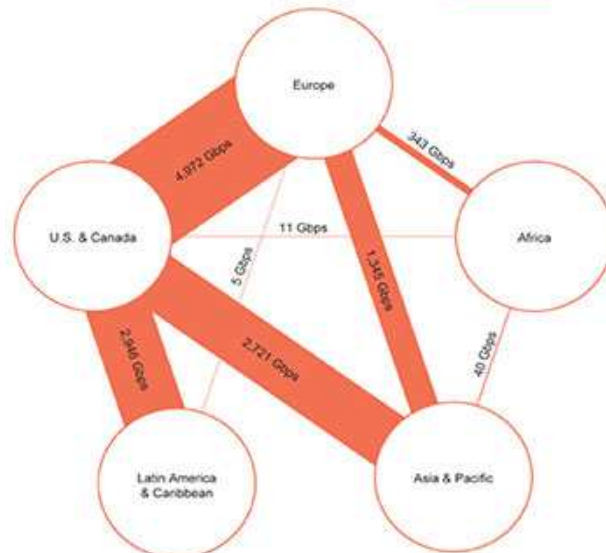 Europe
4,972 Gbps
343 Gbps
U.S. & Canada
11 Gbps
Africa
5 Gbps
1,345 Gbps
2,946 Gbps
2,721 Gbps
40 Gbps
Latin America
& Caribbean
Asia & Pacific